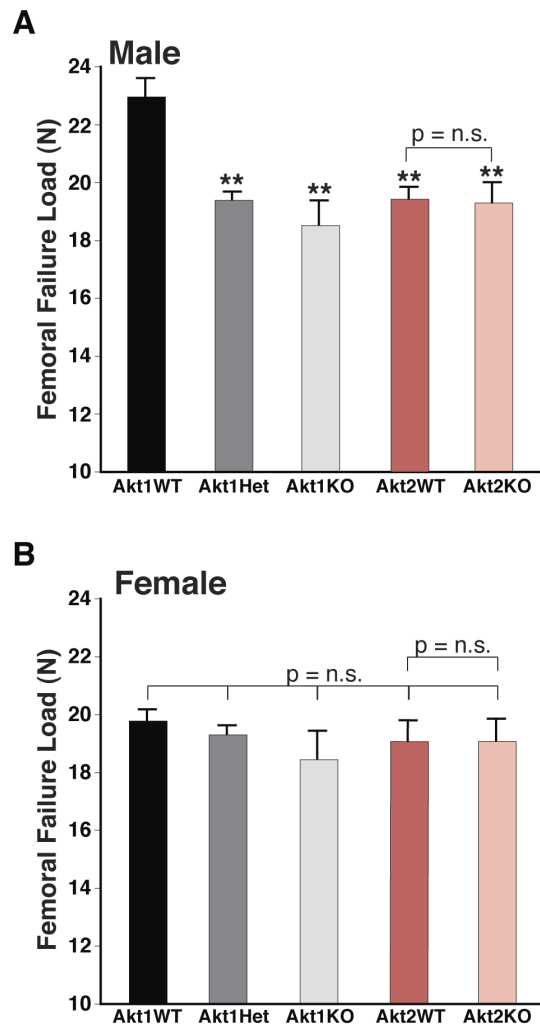 A
Male
Femoral Failure Load (N)
24
22
20
18
16
14
12
10
p = n.s.
** ** ** **
Akt1WT Akt1Het Akt1KO Akt2WT Akt2KO
B
Female
Femoral Failure Load (N)
24
22
20
18
16
14
12
10
p = n.s.
p = n.s.
Akt1WT Akt1Het Akt1KO Akt2WT Akt2KO